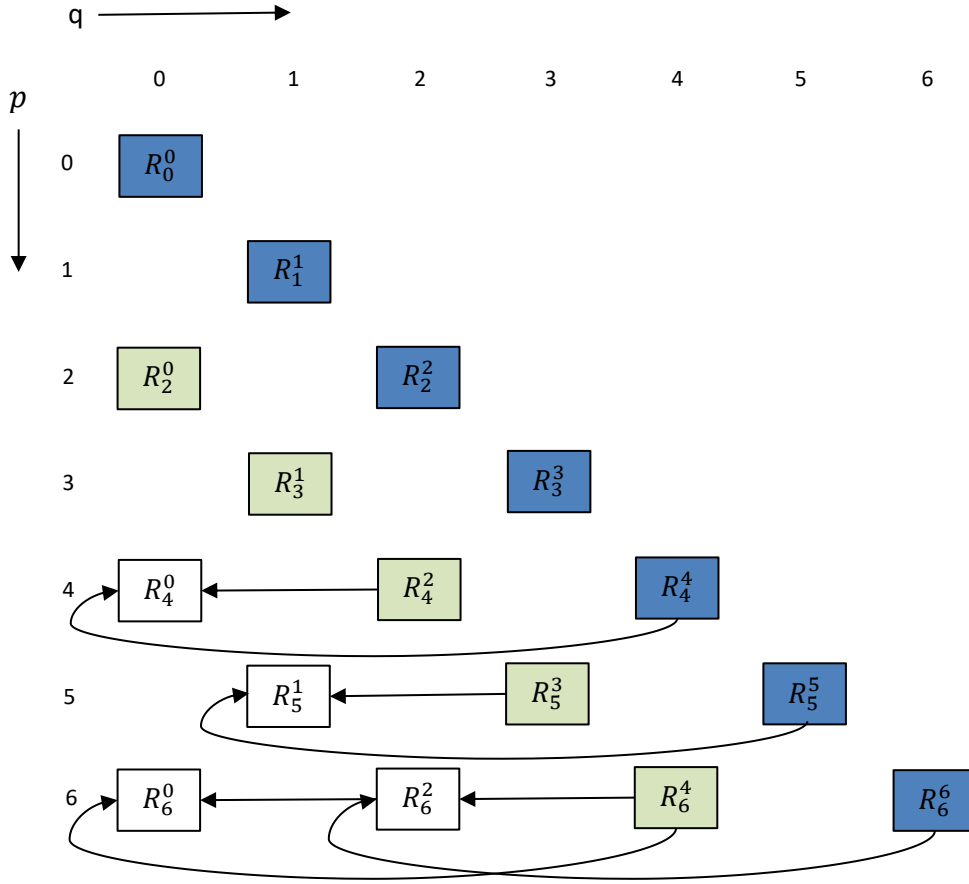 q
0 1 2 3 4 5 6
p
0 R_0^0
1 R_1^1
2 R_2^0 R_2^2
3 R_3^1 R_3^3
4 R_4^0 R_4^2 R_4^4
5 R_5^1 R_5^3 R_5^5
6 R_6^0 R_6^2 R_6^4 R_6^6